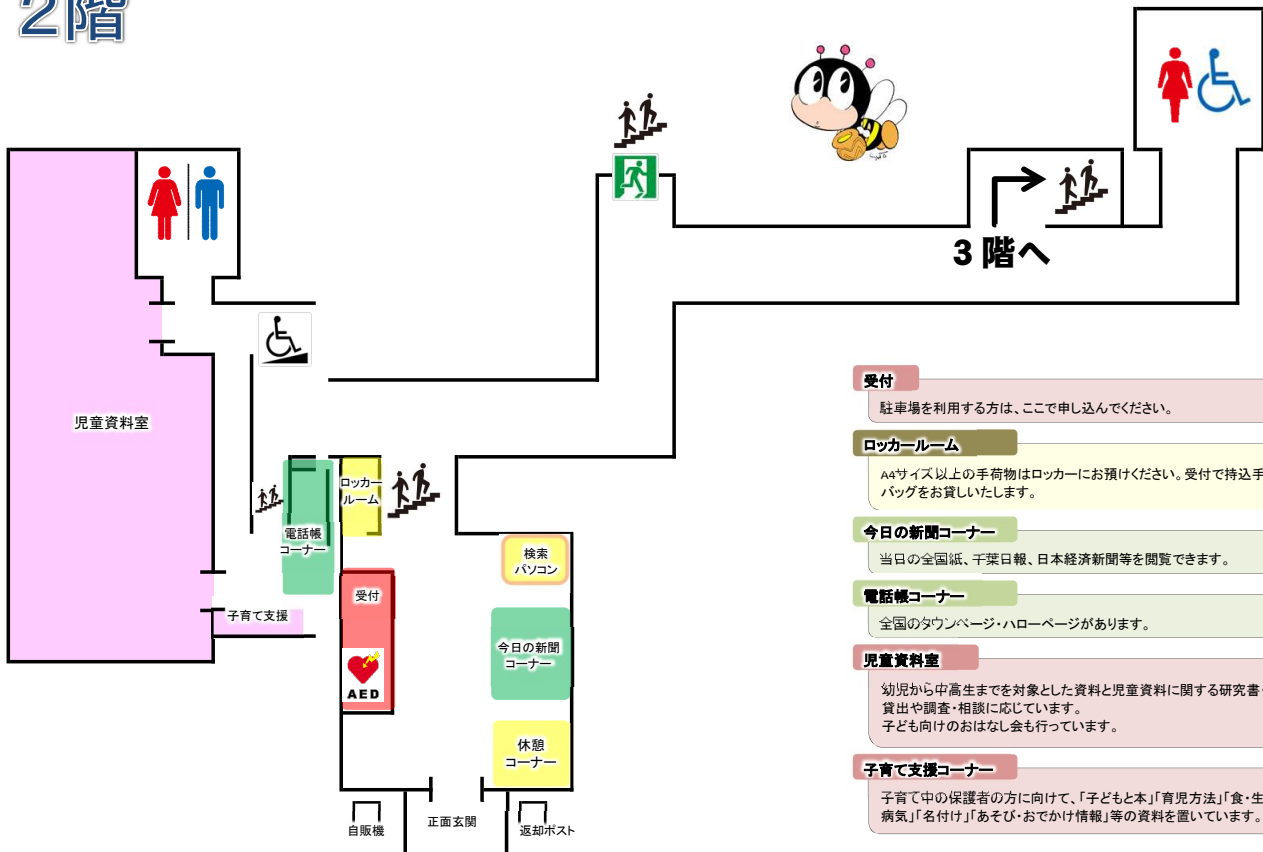 2階
3階へ
児童資料室
ロッカー
ルーム
電話帳
コーナー
検索
パソコン
受付
子育て支援
今日の新聞
コーナー
AED
休憩
コーナー
自販機
正面玄関
返却ポスト
受付
駐車場を利用する方は、ここで申し込んでください。
ロッカールーム
A4サイズ以上の手荷物はロッカーにお預けください。受付で持込手
バッグをお貸しいたします。
今日の新聞コーナー
当日の全国紙、千葉日報、日本経済新聞等を閲覧できます。
電話帳コーナー
全国のタウンページ・ハローページがあります。
児童資料室
幼児から中高生までを対象とした資料と児童資料に関する研究書・
貸出や調査・相談に応じています。
子ども向けのおはなし会も行っています。
子育て支援コーナー
子育て中の保護者の方に向けて、「子どもと本」「育児方法」「食・生
病気」「名付け」「あそび・おでかけ情報」等の資料を置いています。